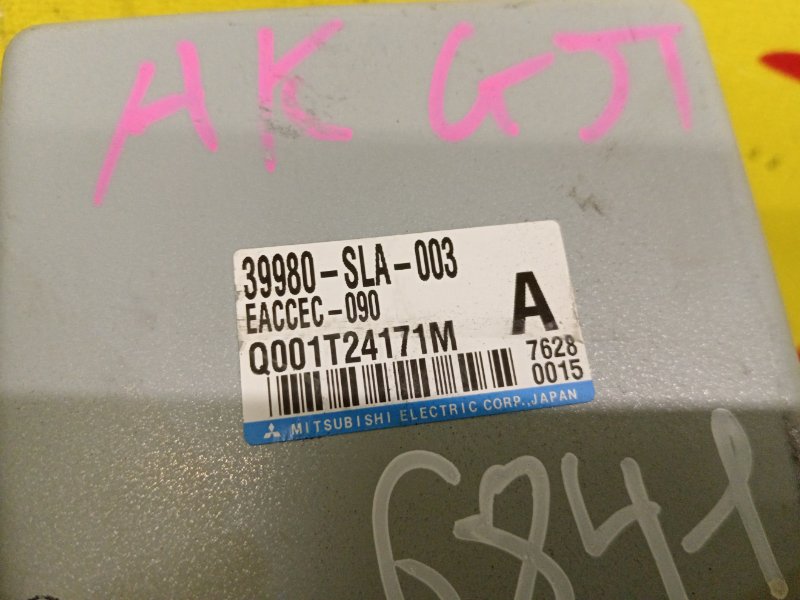 AK GJ1
39980-SLA-003
EACCEC-090
A
Q001T24171M
7628
0015
MITSUBISHI ELECTRIC CORP., JAPAN
6841